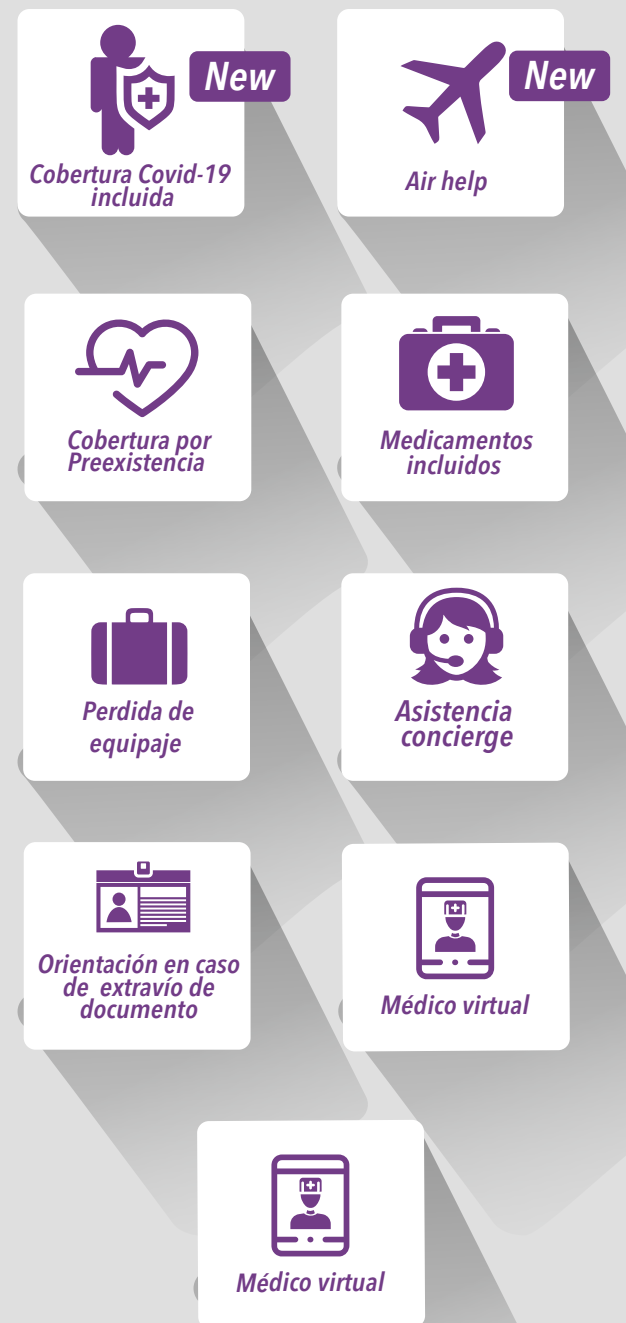 New
Cobertura Covid-19
incluida
New
Air help
Cobertura por
Preexistencia
Medicamentos
incluidos
Perdida de
equipaje
Asistencia
concierge
Orientación en caso
de extravío de
documento
Médico virtual
Médico virtual